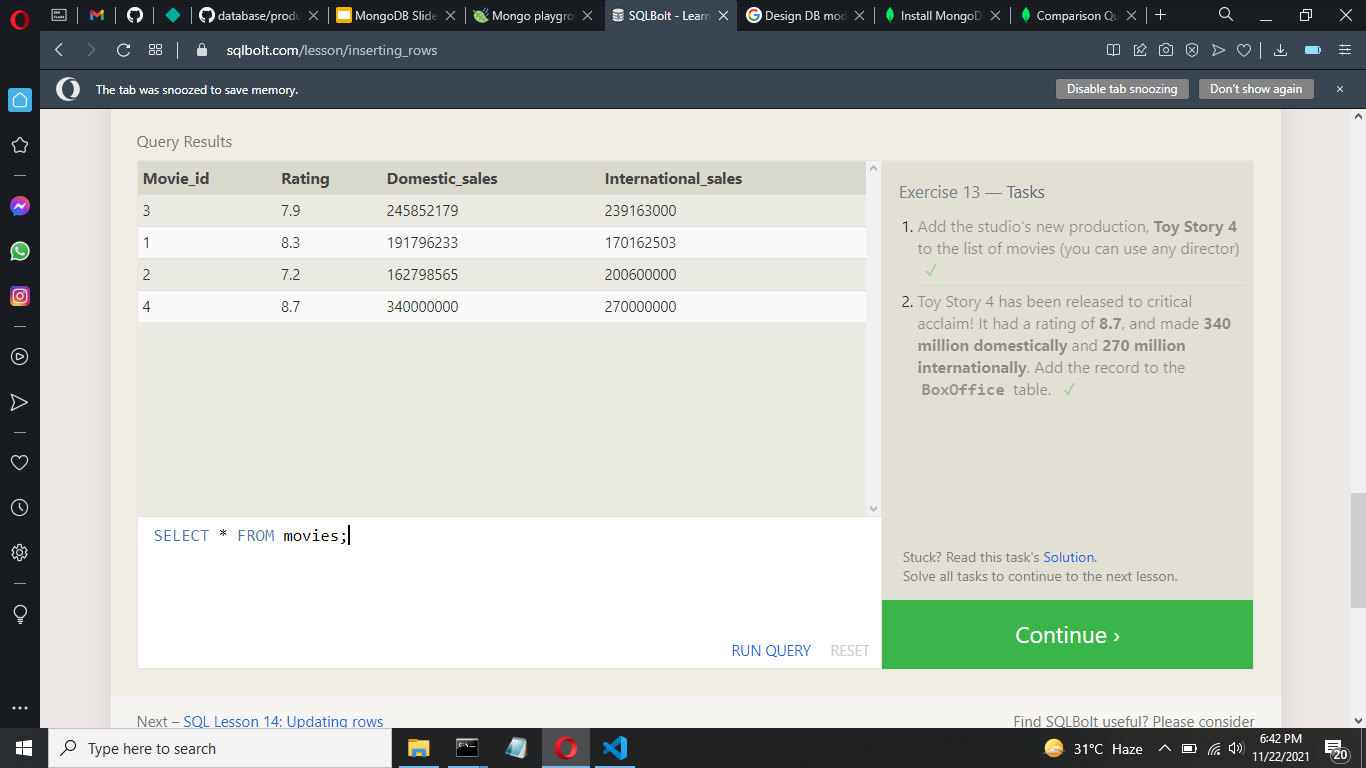 database/produ
MongoDB Slide
Mongo playgro
SQLBolt - Learn
Design DB mod
Install MongoD
Comparison Qu
sqlbolt.com/lesson/inserting_rows
The tab was snoozed to save memory.
Disable tab snoozing
Don't show again
Query Results
Movie_id Rating Domestic_sales International_sales
3 7.9 245852179 239163000
1 8.3 191796233 170162503
2 7.2 162798565 200600000
4 8.7 340000000 270000000
Exercise 13 — Tasks
1. Add the studio's new production, Toy Story 4
to the list of movies (you can use any director)
✓
2. Toy Story 4 has been released to critical
acclaim! It had a rating of 8.7, and made 340
million domestically and 270 million
internationally. Add the record to the
BoxOffice table. ✓
SELECT * FROM movies;
RUN QUERY RESET
Stuck? Read this task's Solution.
Solve all tasks to continue to the next lesson.
Continue ›
Next – SQL Lesson 14: Updating rows
Find SQLBolt useful? Please consider
Type here to search
31°C Haze
6:42 PM
11/22/2021
20